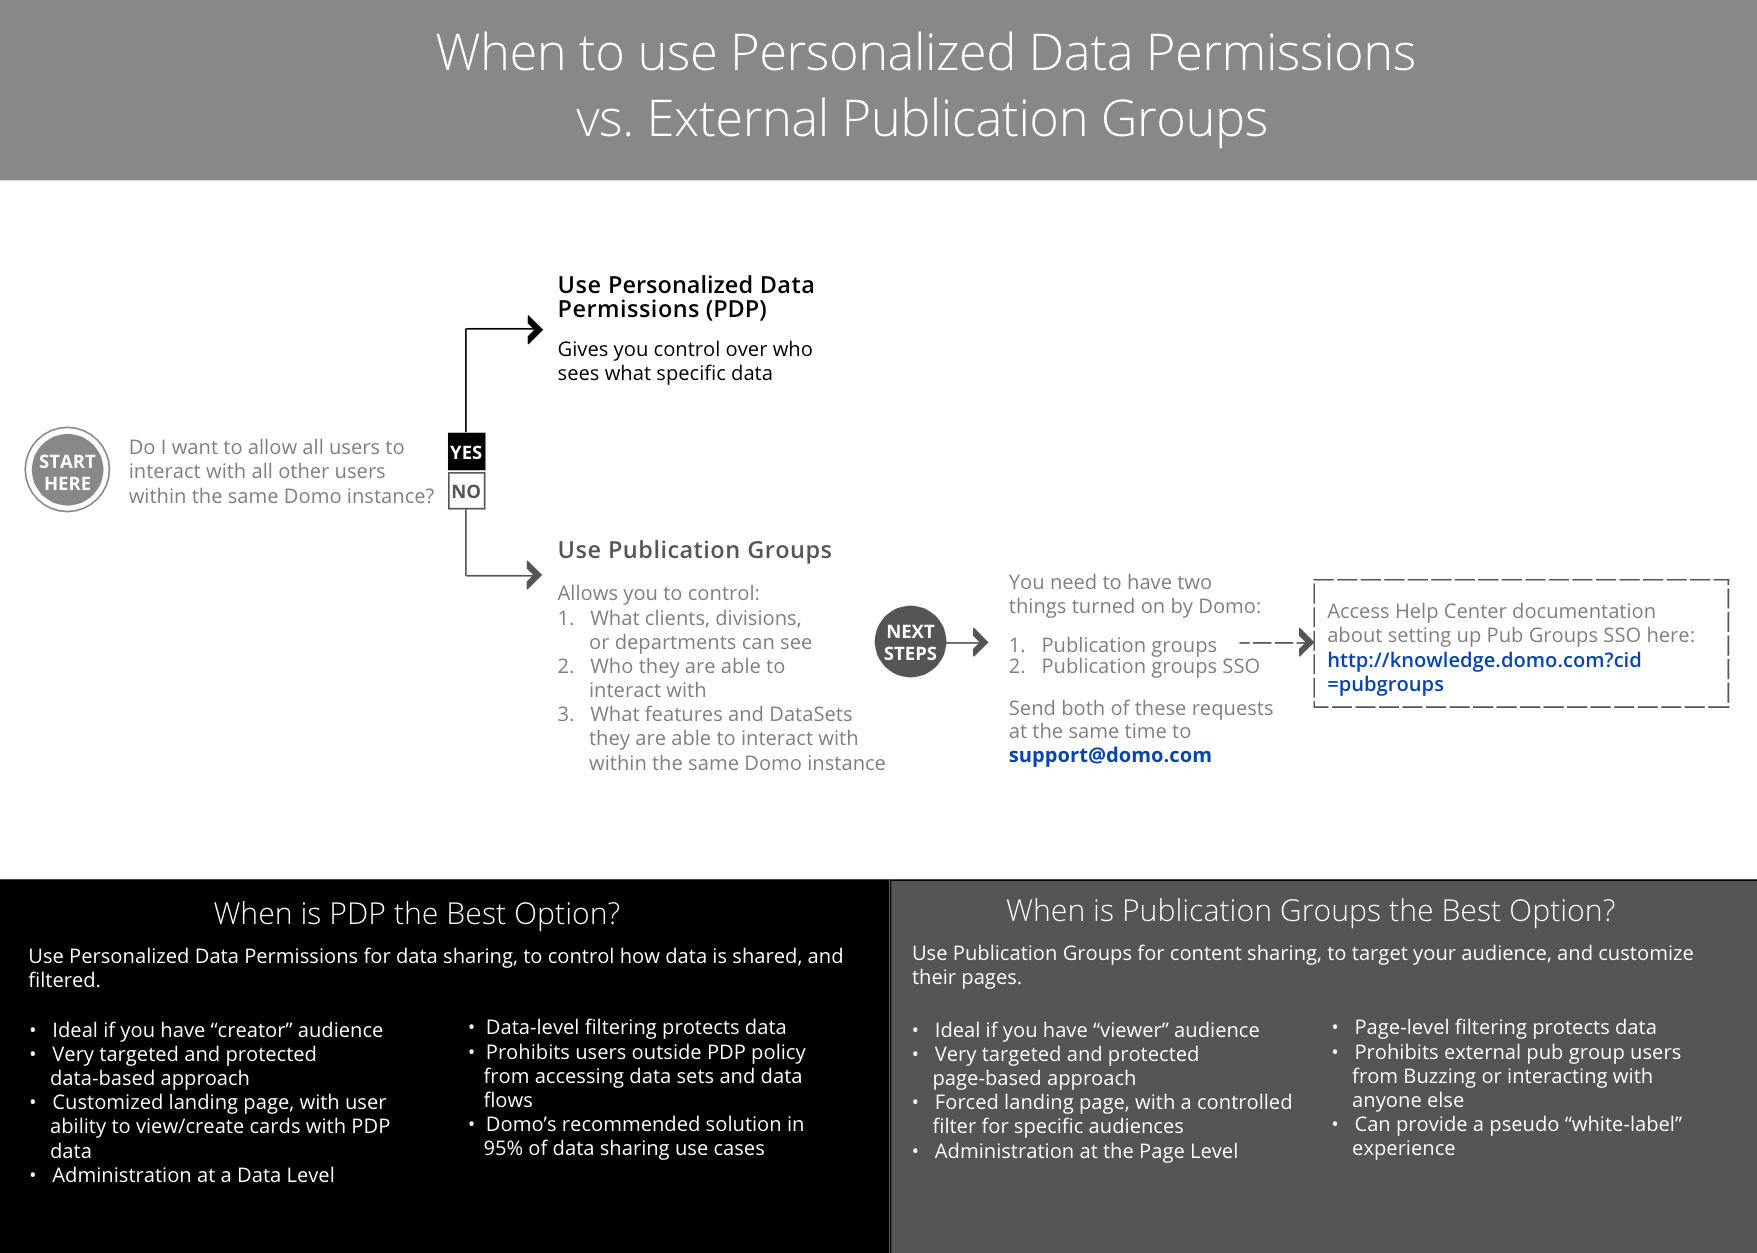 When to use Personalized Data Permissions
vs. External Publication Groups
Use Personalized Data
Permissions (PDP)
Gives you control over who
sees what specific data
START
HERE
Do I want to allow all users to
interact with all other users
within the same Domo instance?
YES
NO
Use Publication Groups
Allows you to control:
1. What clients, divisions,
or departments can see
2. Who they are able to
interact with
3. What features and DataSets
they are able to interact with
within the same Domo instance
NEXT
STEPS
You need to have two
things turned on by Domo:
1. Publication groups
2. Publication groups SSO
Send both of these requests
at the same time to
support@domo.com
Access Help Center documentation
about setting up Pub Groups SSO here:
http://knowledge.domo.com?cid
=pubgroups
When is PDP the Best Option?
Use Personalized Data Permissions for data sharing, to control how data is shared, and
filtered.
• Ideal if you have “creator” audience
• Very targeted and protected
data-based approach
• Customized landing page, with user
ability to view/create cards with PDP
data
• Administration at a Data Level
• Data-level filtering protects data
• Prohibits users outside PDP policy
from accessing data sets and data
flows
• Domo’s recommended solution in
95% of data sharing use cases
When is Publication Groups the Best Option?
Use Publication Groups for content sharing, to target your audience, and customize
their pages.
• Ideal if you have “viewer” audience
• Very targeted and protected
page-based approach
• Forced landing page, with a controlled
filter for specific audiences
• Administration at the Page Level
• Page-level filtering protects data
• Prohibits external pub group users
from Buzzing or interacting with
anyone else
• Can provide a pseudo “white-label”
experience